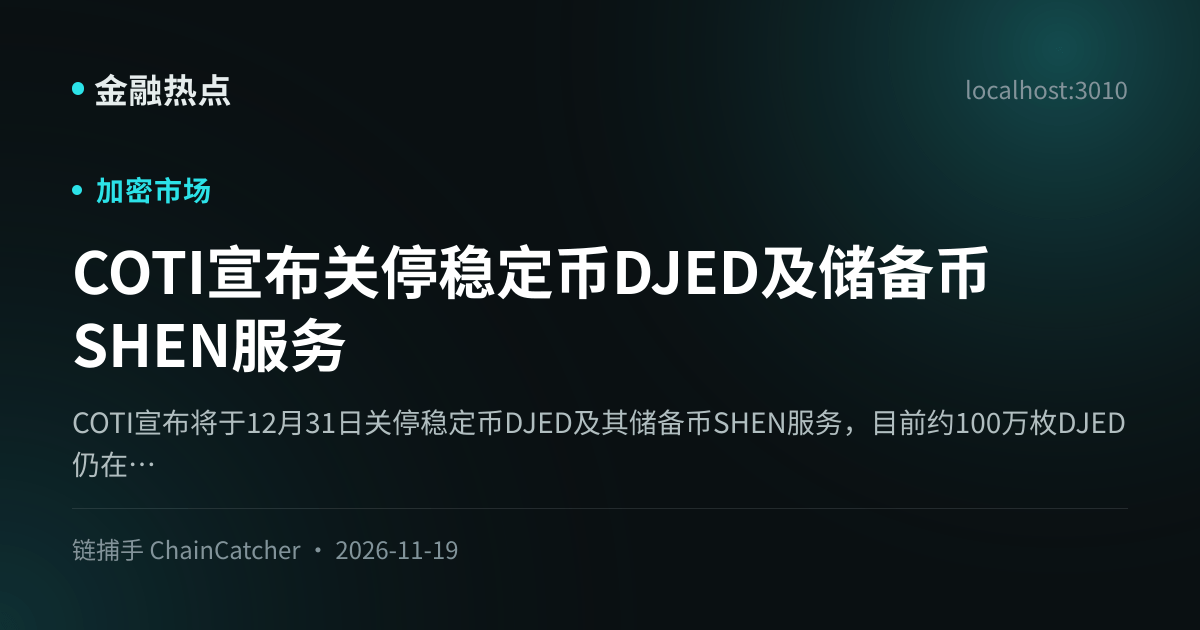 金融热点
localhost:3010
加密市场
COTI宣布关停稳定币DJED及储备币
SHEN服务
COTI宣布将于12月31日关停稳定币DJED及其储备币SHEN服务，目前约100万枚DJED
仍在…
链捕手 ChainCatcher · 2026-11-19